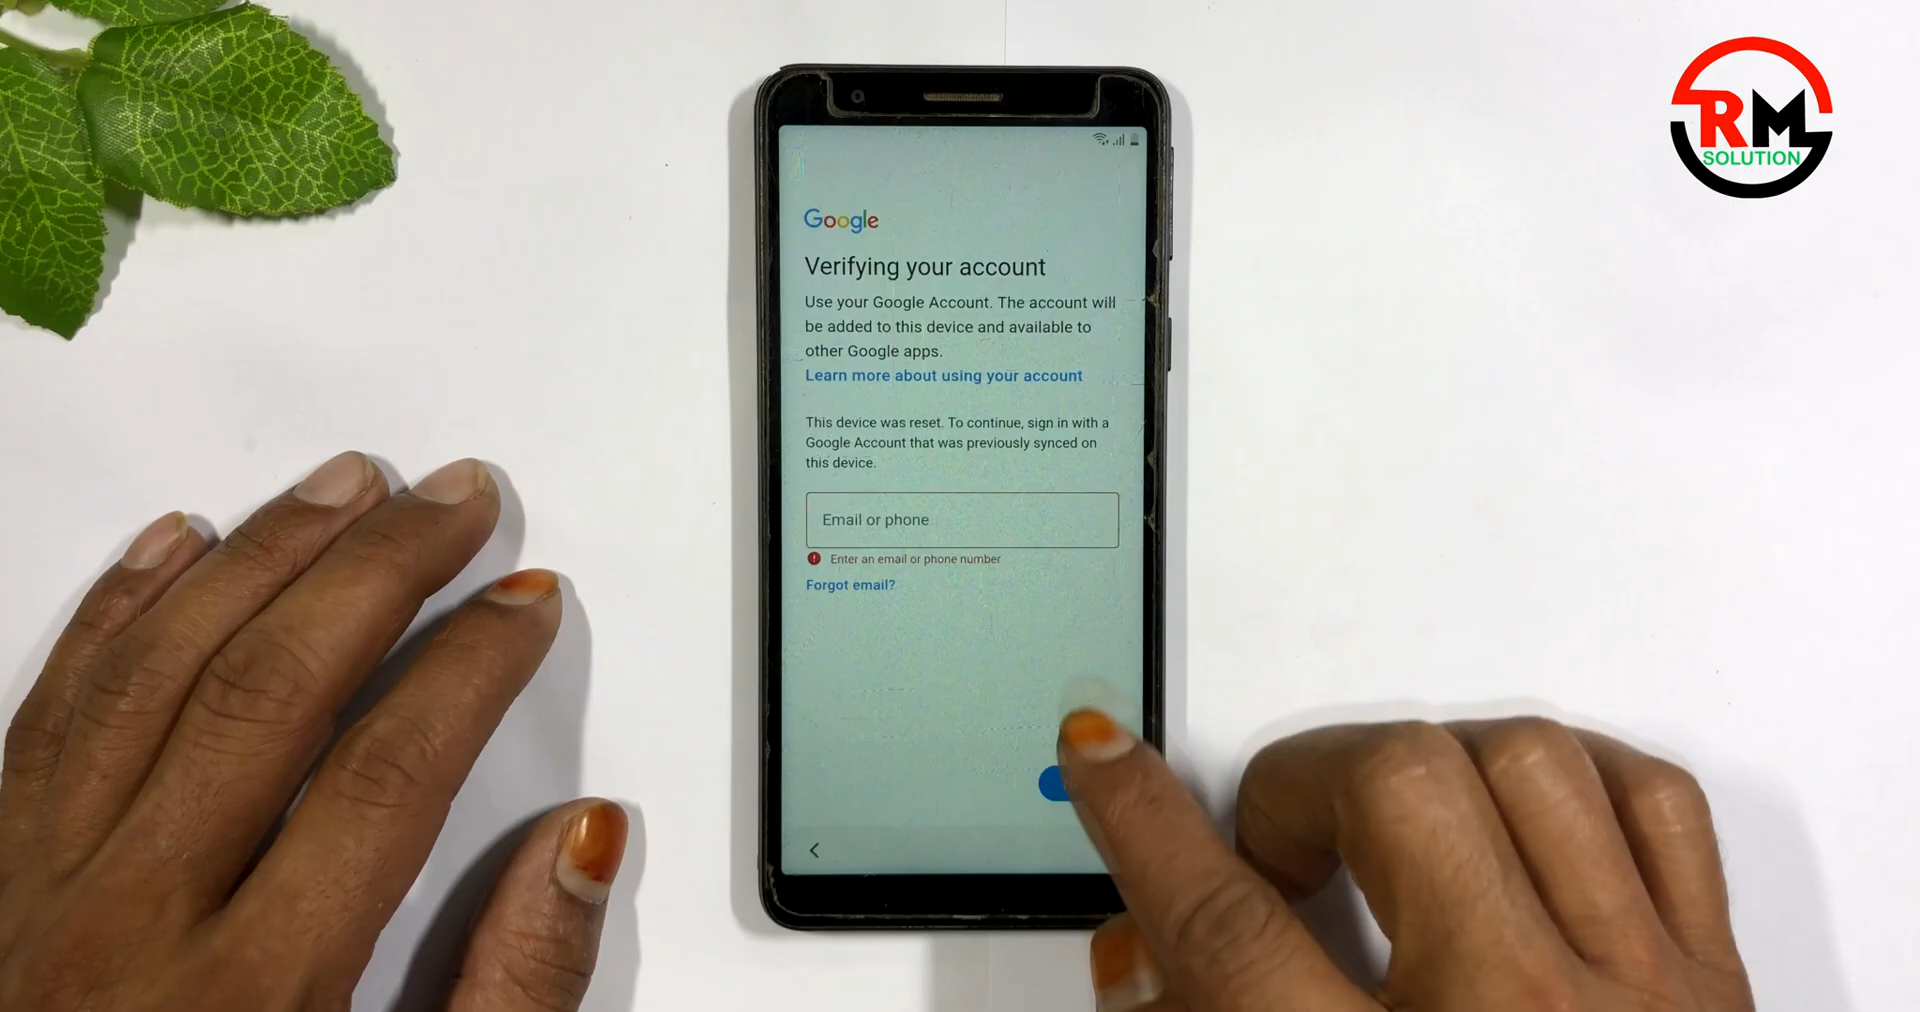 RM
SOLUTION
Google
Verifying your account
Use your Google Account. The account will
be added to this device and available to
other Google apps.
Learn more about using your account
This device was reset. To continue, sign in with a
Google Account that was previously synced on
this device.
Email or phone
Enter an email or phone number
Forgot email?